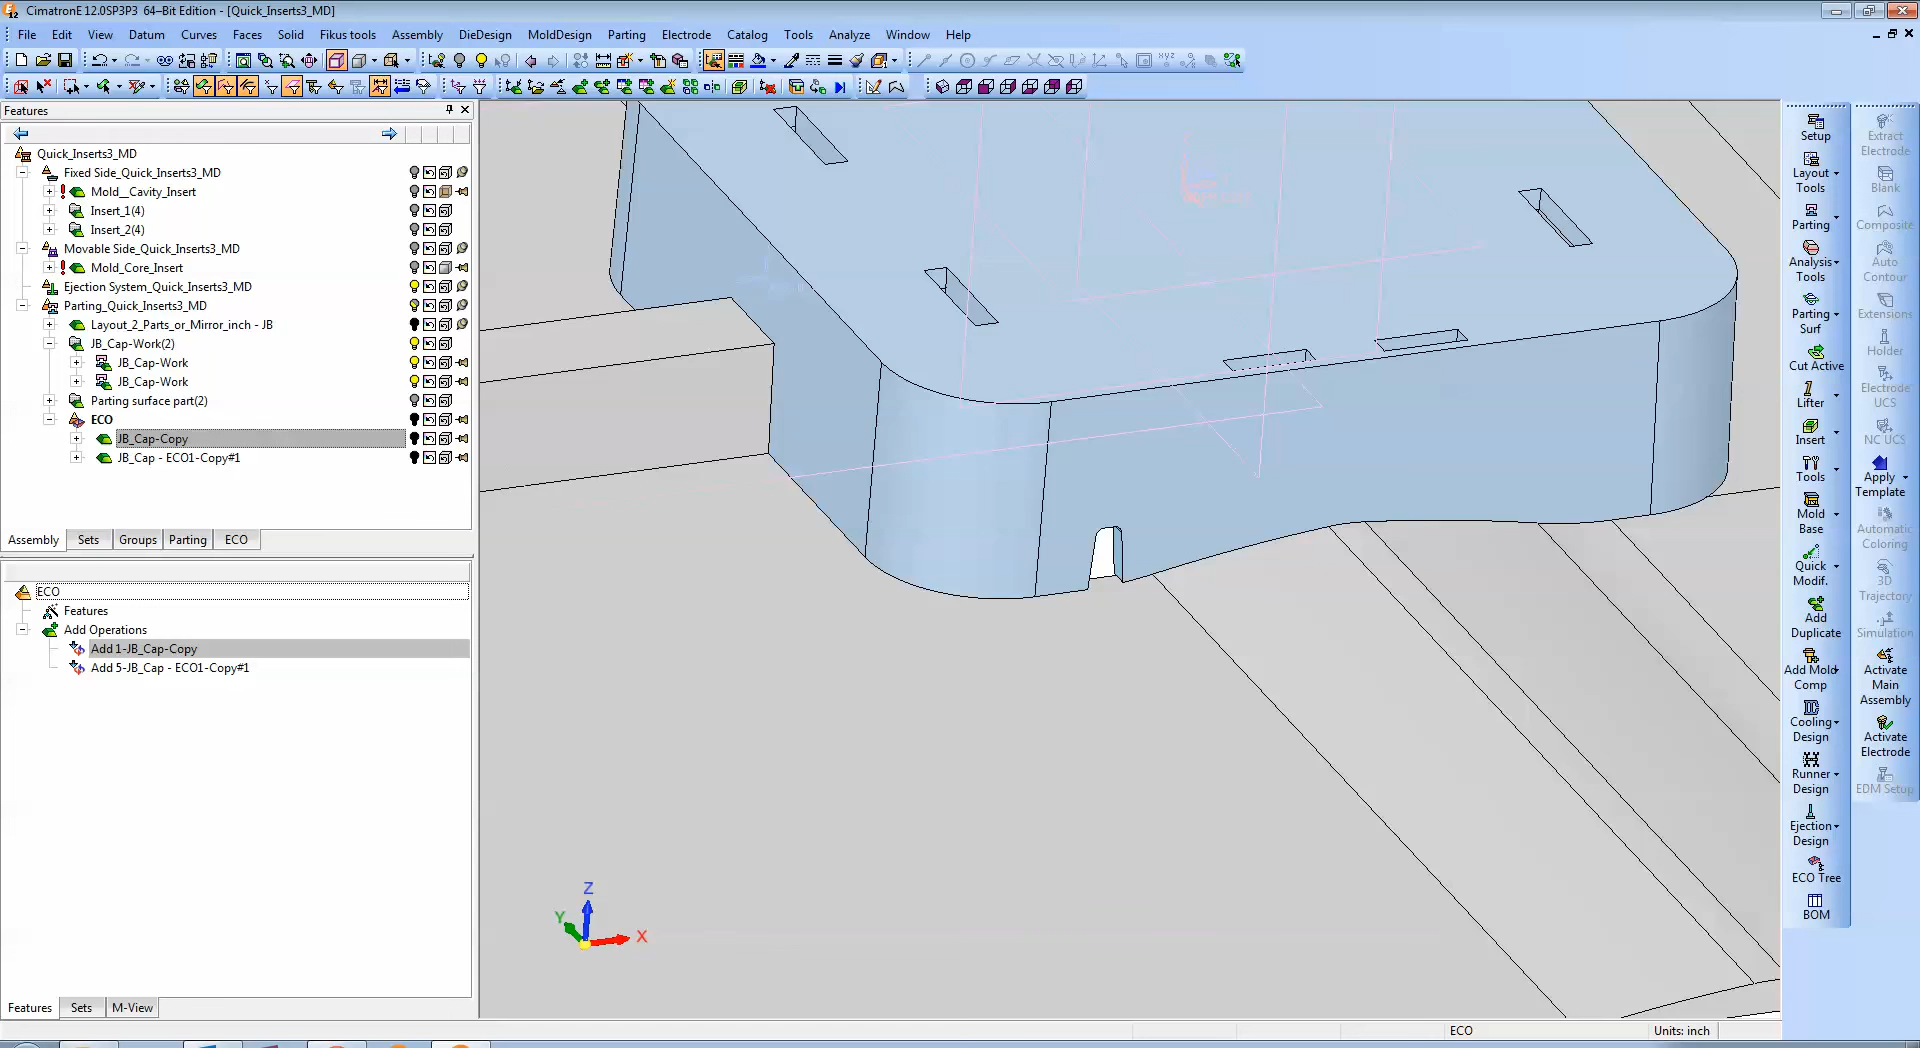 CimatronE 12.0SP3P3 64-Bit Edition - [Quick_Inserts3_MD]
File Edit View Datum Curves Faces Solid Fikus tools Assembly DieDesign MoldDesign Parting Electrode Catalog Tools Analyze Window Help
Features
Quick_Inserts3_MD
Fixed Side_Quick_Inserts3_MD
Mold__Cavity_Insert
Insert_1(4)
Insert_2(4)
Movable Side_Quick_Inserts3_MD
Mold_Core_Insert
Ejection System_Quick_Inserts3_MD
Parting_Quick_Inserts3_MD
Layout_2_Parts_or_Mirror_inch - JB
JB_Cap-Work(2)
JB_Cap-Work
JB_Cap-Work
Parting surface part(2)
ECO
JB_Cap-Copy
JB_Cap - ECO1-Copy#1
Assembly Sets Groups Parting ECO
ECO
Features
Add Operations
Add 1-JB_Cap-Copy
Add 5-JB_Cap - ECO1-Copy#1
Features Sets M-View
Z
Y
X
Setup
Layout
Tools
Parting
Analysis
Tools
Parting
Surf
Cut Active
Lifter
Insert
Tools
Mold
Base
Quick
Modif.
Add
Duplicate
Add Mold
Comp
Cooling
Design
Runner
Design
Ejection
Design
ECO Tree
BOM
Extract
Electrode
Blank
Composite
Auto
Contour
Extensions
Holder
Electrode
UCS
NC UCS
Apply
Template
Automatic
Coloring
3D
Trajectory
Simulation
Activate
Main
Assembly
Activate
Electrode
EDM Setup
ECO
Units: inch